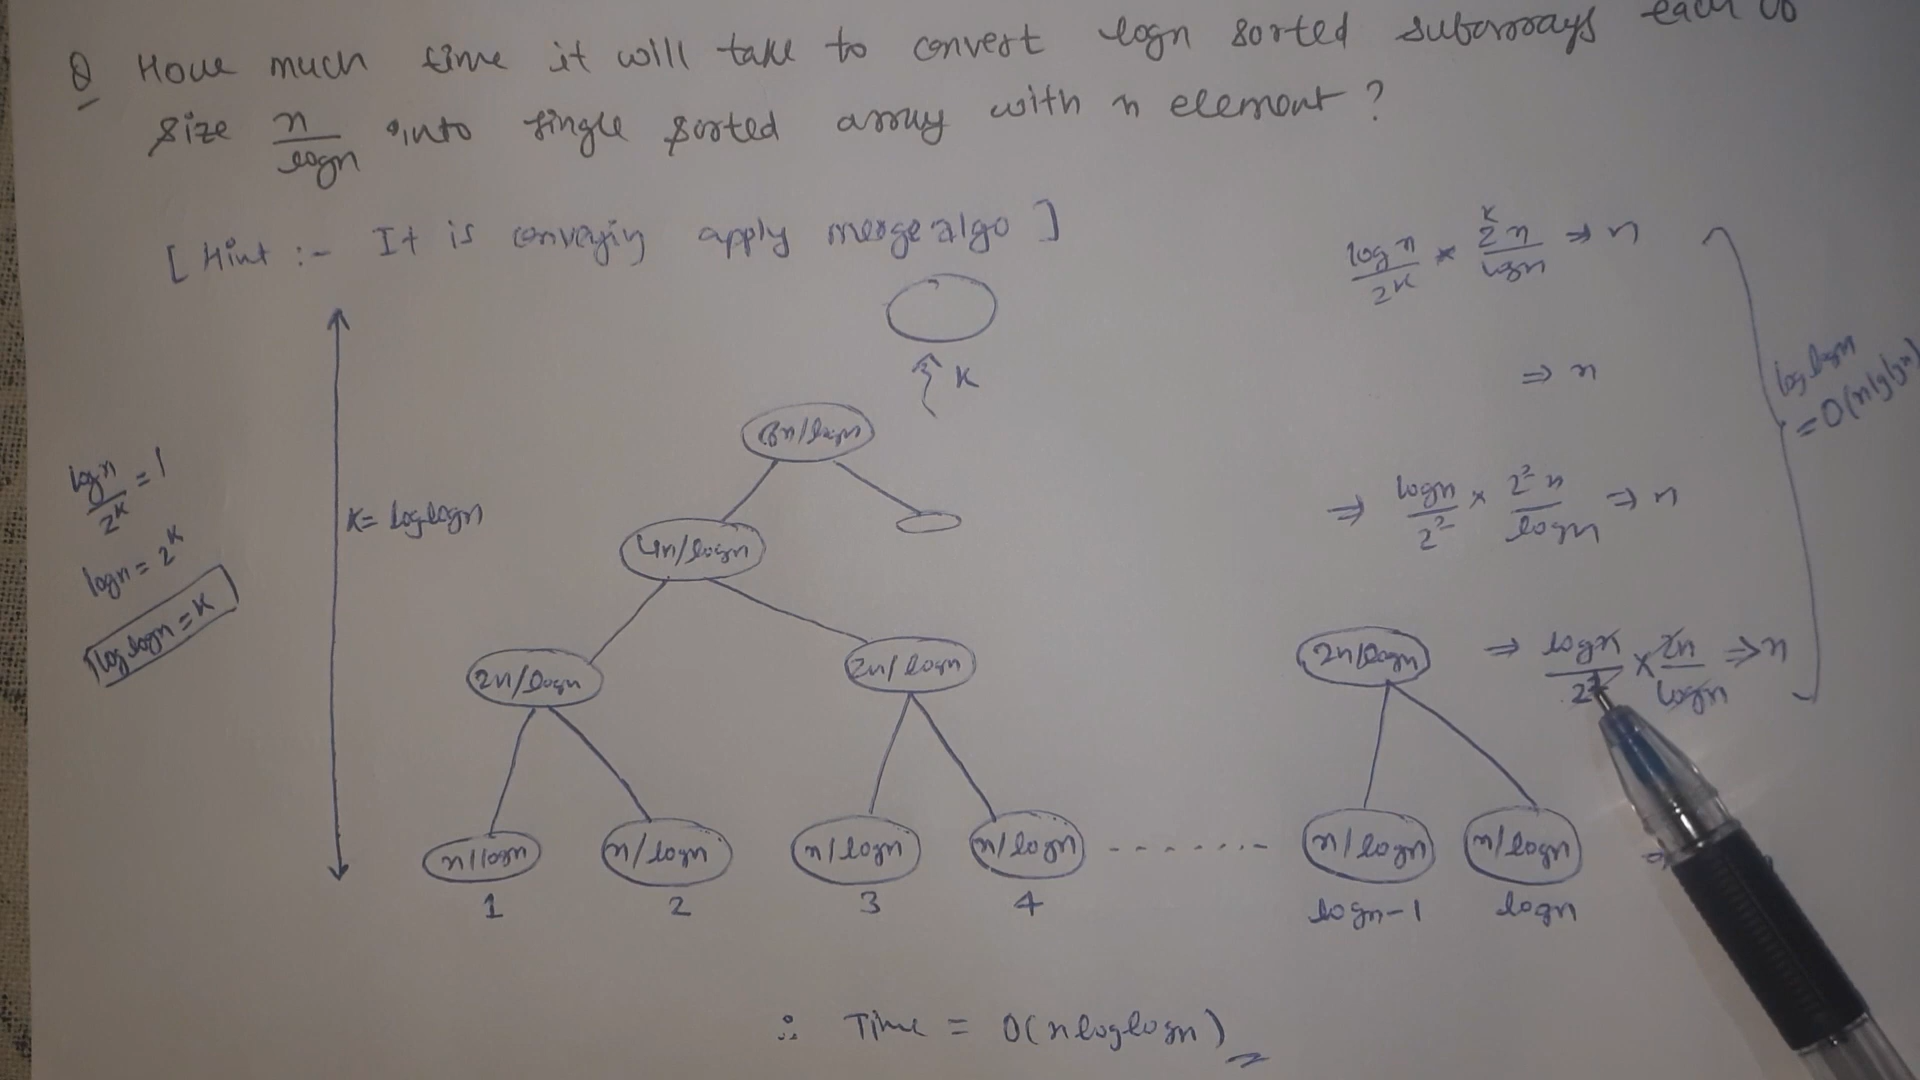 Q How much time it will take to convert logn sorted subarrays each of
size n/logn into single sorted array with n element?
[ Hint :- It is conveying apply merge algo ]
logn/2^K * 2^K n/logn ⇒ n
K
⇒ n
loglogn
= O(nlglgn)
8n/logn
logn/2^K = 1
logn = 2^K
loglogn = K
K = loglogn
4n/logn
⇒ logn/2^2 × 2^2 n/logn ⇒ n
2n/logn 2n/logn 2n/logn ⇒ logn/2 × 2n/logn ⇒ n
n/logn n/logn n/logn n/logn ....... n/logn n/logn
1 2 3 4 logn-1 logn
∴ Time = O(nloglogn)